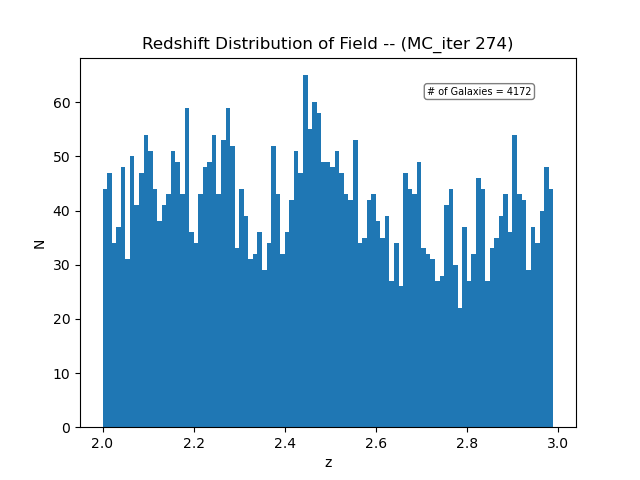 Redshift Distribution of Field -- (MC_iter 274)
# of Galaxies = 4172
60
50
40
30
20
10
0
N
2.0 2.2 2.4 2.6 2.8 3.0
z